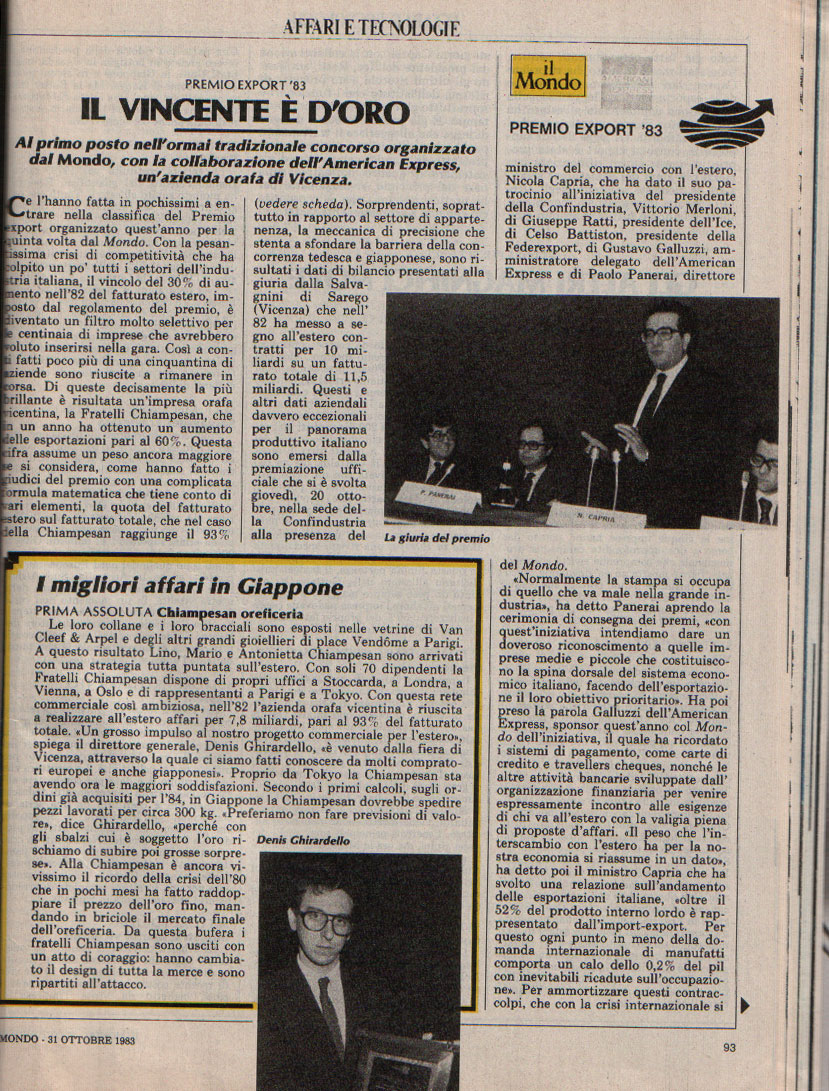 AFFARI E TECNOLOGIE
PREMIO EXPORT '83
IL VINCENTE È D'ORO
Al primo posto nell'ormai tradizionale concorso organizzato
dal Mondo, con la collaborazione dell'American Express,
un'azienda orafa di Vicenza.
Ce l'hanno fatta in pochissimi a en-
trare nella classifica del Premio
export organizzato quest'anno per la
quinta volta dal Mondo. Con la pesan-
tissima crisi di competitività che ha
colpito un po' tutti i settori dell'indu-
stria italiana, il vincolo del 30% di au-
mento nell'82 del fatturato estero, im-
posto dal regolamento del premio, è
diventato un filtro molto selettivo per
le centinaia di imprese che avrebbero
voluto inserirsi nella gara. Così a con-
ti fatti poco più di una cinquantina di
aziende sono riuscite a rimanere in
corsa. Di queste decisamente la più
brillante è risultata un'impresa orafa
vicentina, la Fratelli Chiampesan, che
in un anno ha ottenuto un aumento
delle esportazioni pari al 60%. Questa
cifra assume un peso ancora maggiore
se si considera, come hanno fatto i
giudici del premio con una complicata
formula matematica che tiene conto di
vari elementi, la quota del fatturato
estero sul fatturato totale, che nel caso
della Chiampesan raggiunge il 93%
(vedere scheda). Sorprendenti, soprat-
tutto in rapporto al settore di apparte-
nenza, la meccanica di precisione che
stenta a sfondare la barriera della con-
correnza tedesca e giapponese, sono ri-
sultati i dati di bilancio presentati alla
giuria dalla Salva-
gnini di Sarego
(Vicenza) che nell'
82 ha messo a se-
gno all'estero con-
tratti per 10 mi-
liardi su un fattu-
rato totale di 11,5
miliardi. Questi e
altri dati aziendali
davvero eccezionali
per il panorama
produttivo italiano
sono emersi dalla
premiazione uffi-
ciale che si è svolta
giovedì, 20 otto-
bre, nella sede del-
la Confindustria
alla presenza del
il
Mondo
PREMIO EXPORT '83
ministro del commercio con l'estero,
Nicola Capria, che ha dato il suo pa-
trocinio all'iniziativa del presidente
della Confindustria, Vittorio Merloni,
di Giuseppe Ratti, presidente dell'Ice,
di Celso Battiston, presidente della
Federexport, di Gustavo Galluzzi, am-
ministratore delegato dell'American
Express e di Paolo Panerai, direttore
P. PANERAI
N. CAPRIA
La giuria del premio
del Mondo.
«Normalmente la stampa si occupa
di quello che va male nella grande in-
dustria», ha detto Panerai aprendo la
cerimonia di consegna dei premi, «con
quest'iniziativa intendiamo dare un
doveroso riconoscimento a quelle im-
prese medie e piccole che costituisco-
no la spina dorsale del sistema econo-
mico italiano, facendo dell'esportazio-
ne il loro obiettivo prioritario». Ha poi
preso la parola Galluzzi dell'American
Express, sponsor quest'anno col Mon-
do dell'iniziativa, il quale ha ricordato
i sistemi di pagamento, come carte di
credito e travellers cheques, nonché le
altre attività bancarie sviluppate dall'
organizzazione finanziaria per venire
espressamente incontro alle esigenze
di chi va all'estero con la valigia piena
di proposte d'affari. «Il peso che l'in-
terscambio con l'estero ha per la no-
stra economia si riassume in un dato»,
ha detto poi il ministro Capria che ha
svolto una relazione sull'andamento
delle esportazioni italiane, «oltre il
52% del prodotto interno lordo è rap-
presentato dall'import-export. Per
questo ogni punto in meno della do-
manda internazionale di manufatti
comporta un calo dello 0,2% del pil
con inevitabili ricadute sull'occupazio-
ne». Per ammortizzare questi contrac-
colpi, che con la crisi internazionale si
I migliori affari in Giappone
PRIMA ASSOLUTA Chiampesan oreficeria
Le loro collane e i loro bracciali sono esposti nelle vetrine di Van
Cleef & Arpel e degli altri grandi gioiellieri di place Vendôme a Parigi.
A questo risultato Lino, Mario e Antonietta Chiampesan sono arrivati
con una strategia tutta puntata sull'estero. Con soli 70 dipendenti la
Fratelli Chiampesan dispone di propri uffici a Stoccarda, a Londra, a
Vienna, a Oslo e di rappresentanti a Parigi e a Tokyo. Con questa rete
commerciale così ambiziosa, nell'82 l'azienda orafa vicentina è riuscita
a realizzare all'estero affari per 7,8 miliardi, pari al 93% del fatturato
totale. «Un grosso impulso al nostro progetto commerciale per l'estero»,
spiega il direttore generale, Denis Ghirardello, «è venuto dalla fiera di
Vicenza, attraverso la quale ci siamo fatti conoscere da molti comprato-
ri europei e anche giapponesi». Proprio da Tokyo la Chiampesan sta
avendo ora le maggiori soddisfazioni. Secondo i primi calcoli, sugli or-
dini già acquisiti per l'84, in Giappone la Chiampesan dovrebbe spedire
pezzi lavorati per circa 300 kg. «Preferiamo non fare previsioni di valo-
re», dice Ghirardello, «perché con
gli sbalzi cui è soggetto l'oro ri-
schiamo di subire poi grosse sorpre-
se». Alla Chiampesan è ancora vi-
vissimo il ricordo della crisi dell'80
che in pochi mesi ha fatto raddop-
piare il prezzo dell'oro fino, man-
dando in briciole il mercato finale
dell'oreficeria. Da questa bufera i
fratelli Chiampesan sono usciti con
un atto di coraggio: hanno cambia-
to il design di tutta la merce e sono
ripartiti all'attacco.
Denis Ghirardello
MONDO - 31 OTTOBRE 1983
93